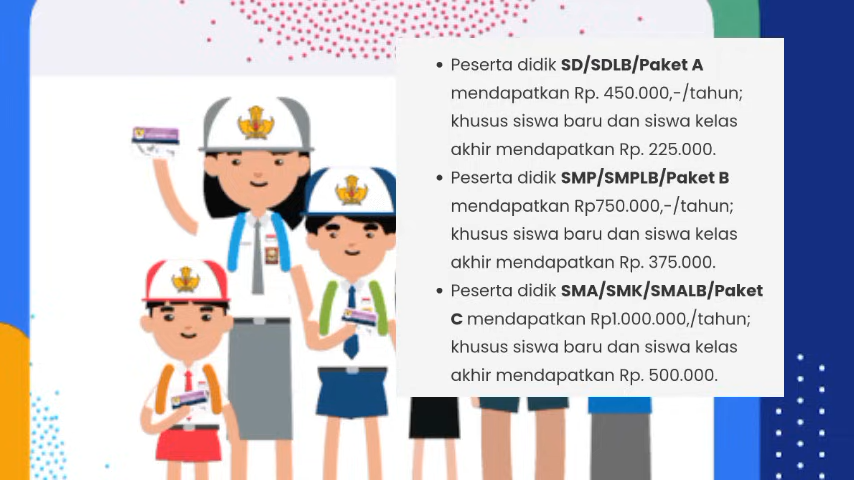 • Peserta didik SD/SDLB/Paket A
mendapatkan Rp. 450.000,-/tahun;
khusus siswa baru dan siswa kelas
akhir mendapatkan Rp. 225.000.
• Peserta didik SMP/SMPLB/Paket B
mendapatkan Rp750.000,-/tahun;
khusus siswa baru dan siswa kelas
akhir mendapatkan Rp. 375.000.
• Peserta didik SMA/SMK/SMALB/Paket
C mendapatkan Rp1.000.000,/tahun;
khusus siswa baru dan siswa kelas
akhir mendapatkan Rp. 500.000.